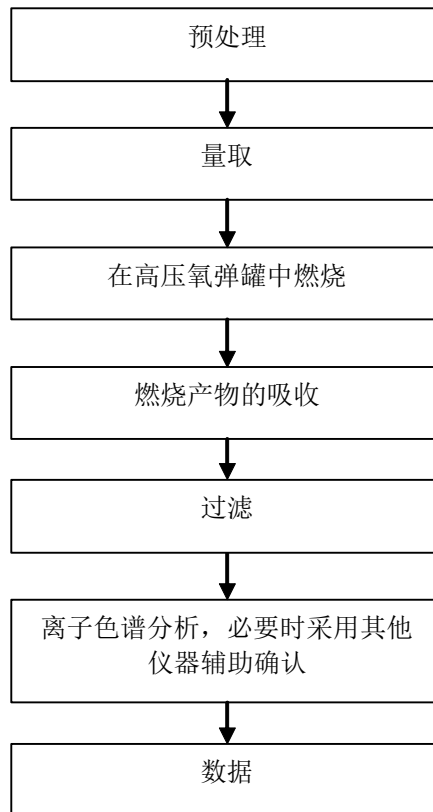 预处理
量取
在高压氧弹罐中燃烧
燃烧产物的吸收
过滤
离子色谱分析，必要时采用其他
仪器辅助确认
数据